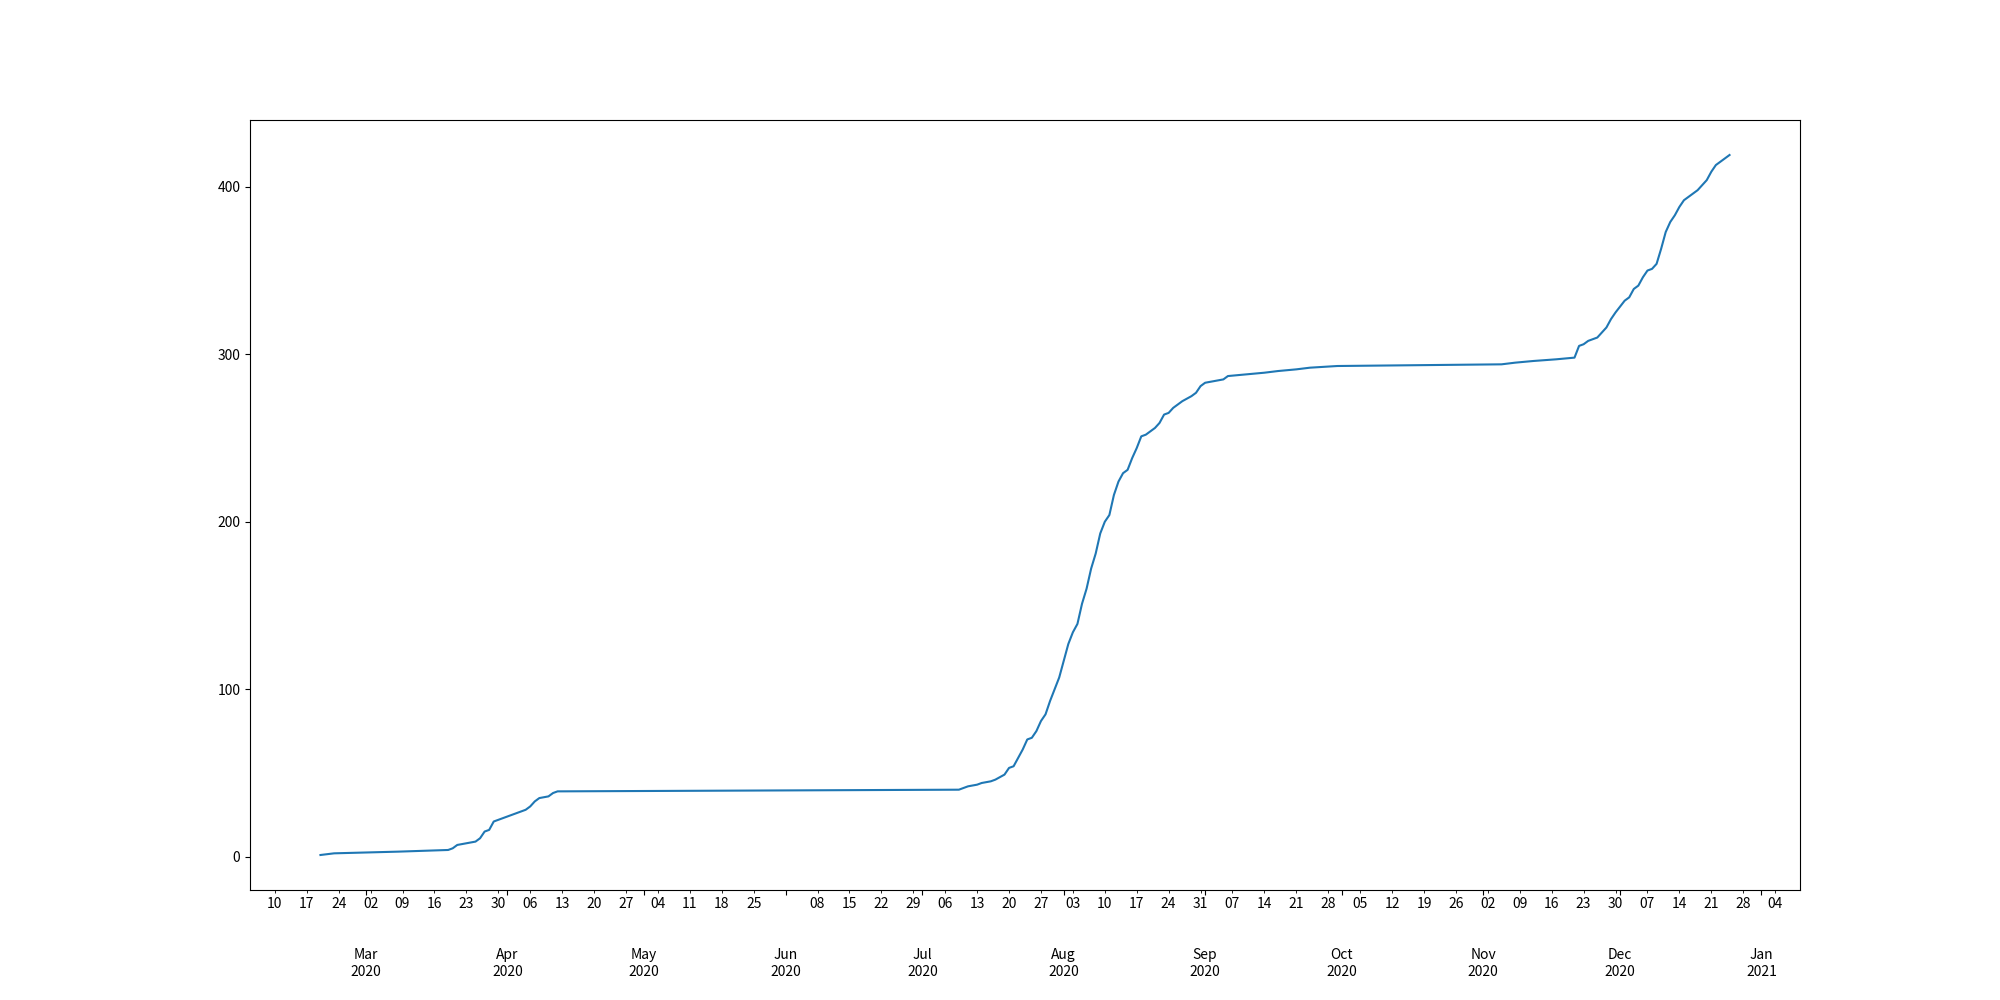 400
300
200
100
0
10 17 24 02 09 16 23 30 06 13 20 27 04 11 18 25 08 15 22 29 06 13 20 27 03 10 17 24 31 07 14 21 28 05 12 19 26 02 09 16 23 30 07 14 21 28 04
Mar Apr May Jun Jul Aug Sep Oct Nov Dec Jan
2020 2020 2020 2020 2020 2020 2020 2020 2020 2020 2021